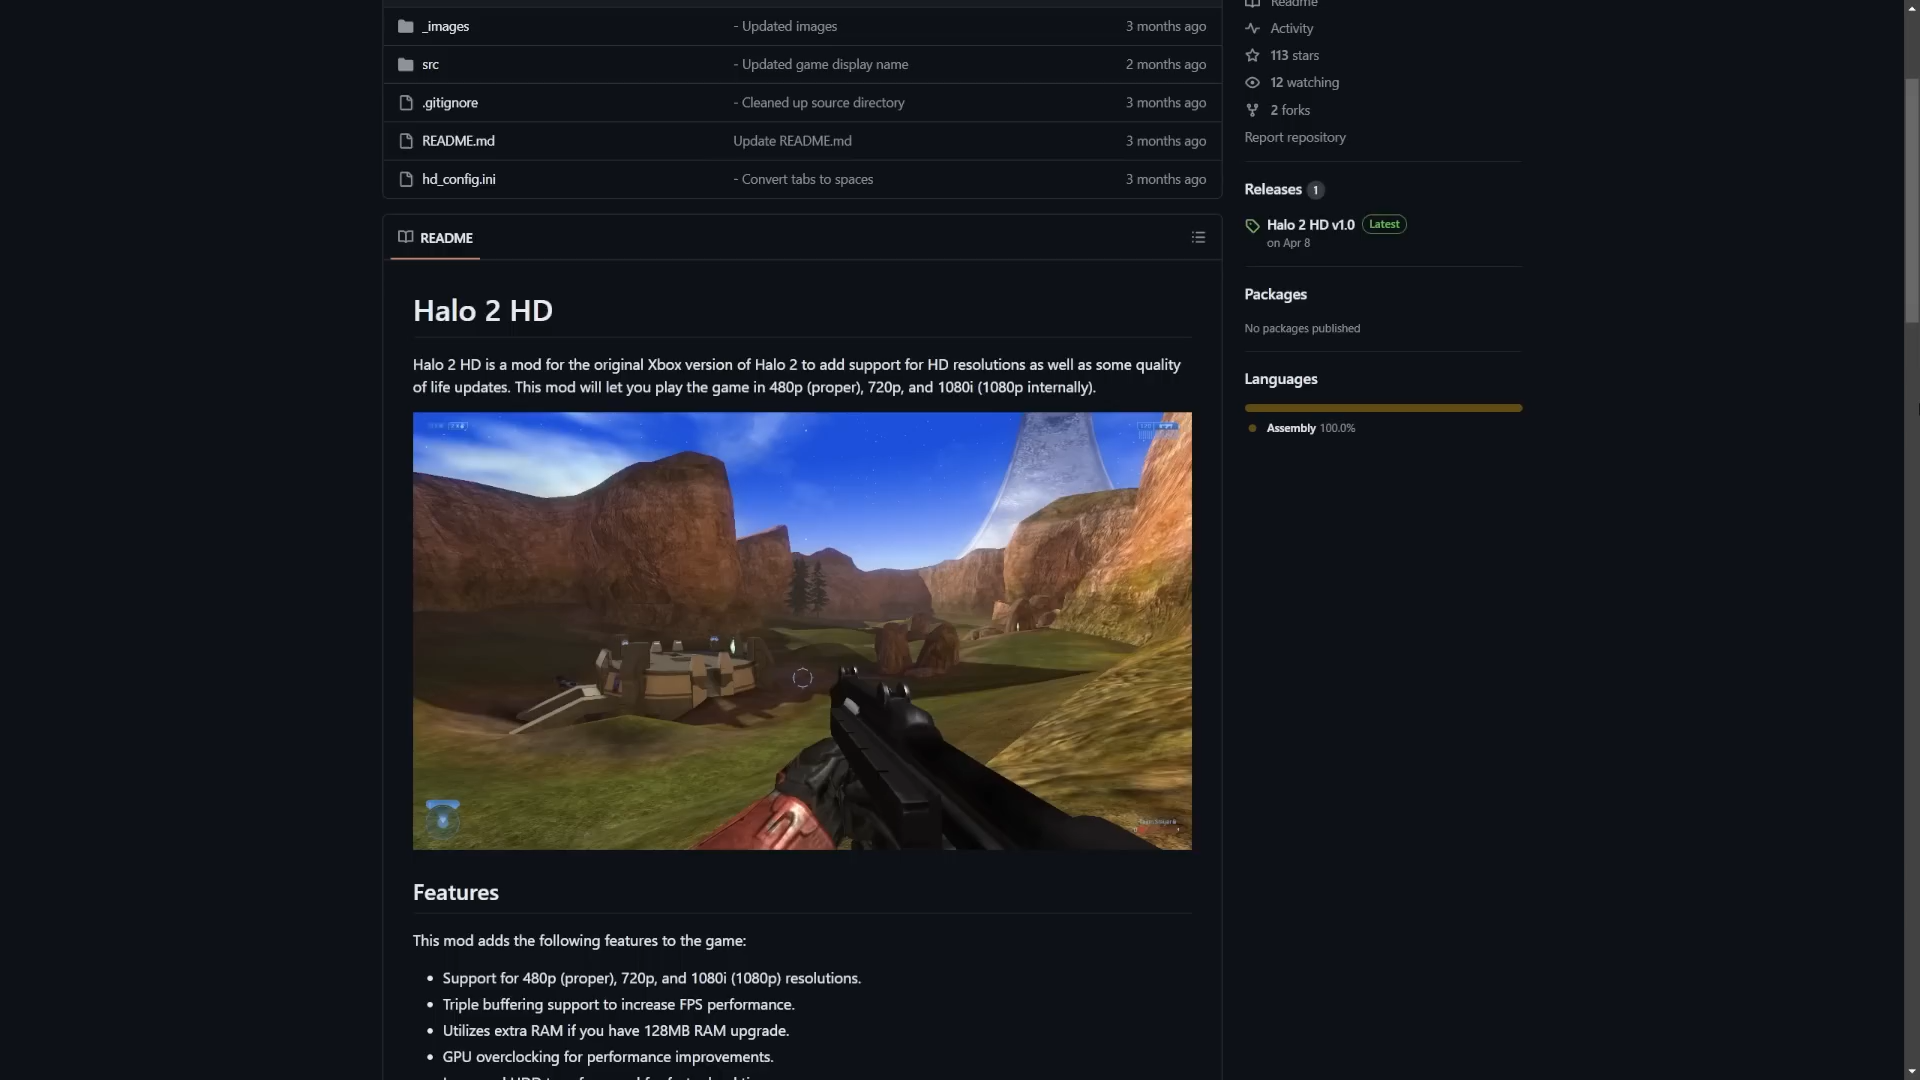 _images - Updated images 3 months ago
Readme
Activity
113 stars
12 watching
2 forks
Report repository
src - Updated game display name 2 months ago
.gitignore - Cleaned up source directory 3 months ago
README.md Update README.md 3 months ago
hd_config.ini - Convert tabs to spaces 3 months ago
Releases 1
Halo 2 HD v1.0 Latest
on Apr 8
Packages
No packages published
Languages
Assembly 100.0%
README
Halo 2 HD
Halo 2 HD is a mod for the original Xbox version of Halo 2 to add support for HD resolutions as well as some quality
of life updates. This mod will let you play the game in 480p (proper), 720p, and 1080i (1080p internally).
Features
This mod adds the following features to the game:
• Support for 480p (proper), 720p, and 1080i (1080p) resolutions.
• Triple buffering support to increase FPS performance.
• Utilizes extra RAM if you have 128MB RAM upgrade.
• GPU overclocking for performance improvements.